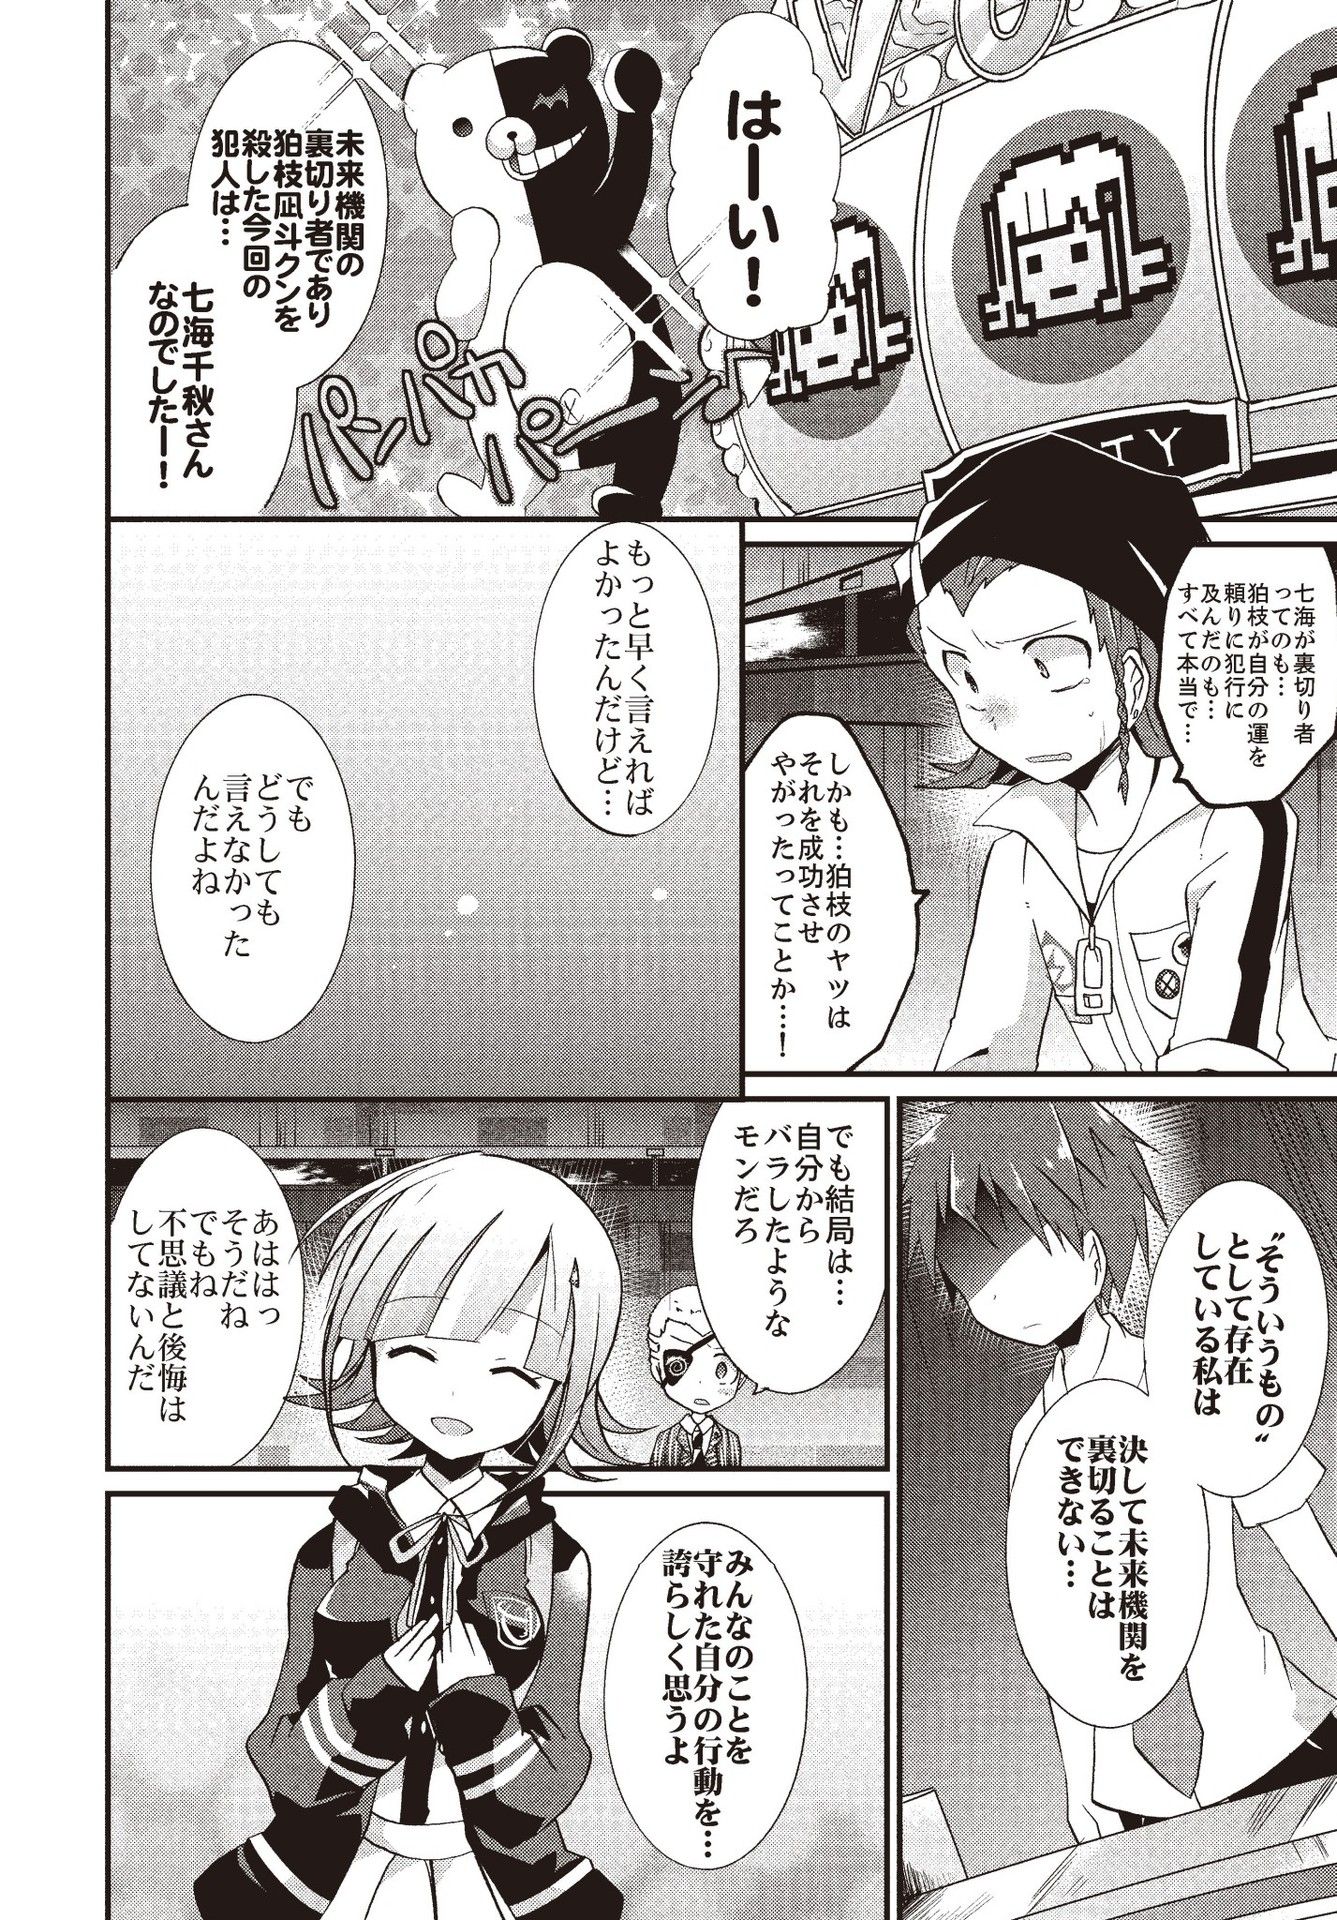 はーい！
未来機関の
裏切り者であり
狛枝凪斗クンを
殺した今回の
犯人は…
七海千秋さん
なのでしたー！
パンパカ
パーン
TY
七海が裏切り者
ってのも…
狛枝が自分の運を
頼りに犯行に
及んだのも…
すべて本当で…
しかも…狛枝のヤツは
それを成功させ
やがったってことか…！
もっと早く言えれば
よかったんだけど…
でも
どうしても
言えなかった
んだよね
〝そういうもの〟
として存在
している私は
決して未来機関を
裏切ることは
できない…
でも結局は…
自分から
バラしたような
モンだろ
あははっ
そうだね
でもね
不思議と後悔は
してないんだ
みんなのことを
守れた自分の行動を…
誇らしく思うよ